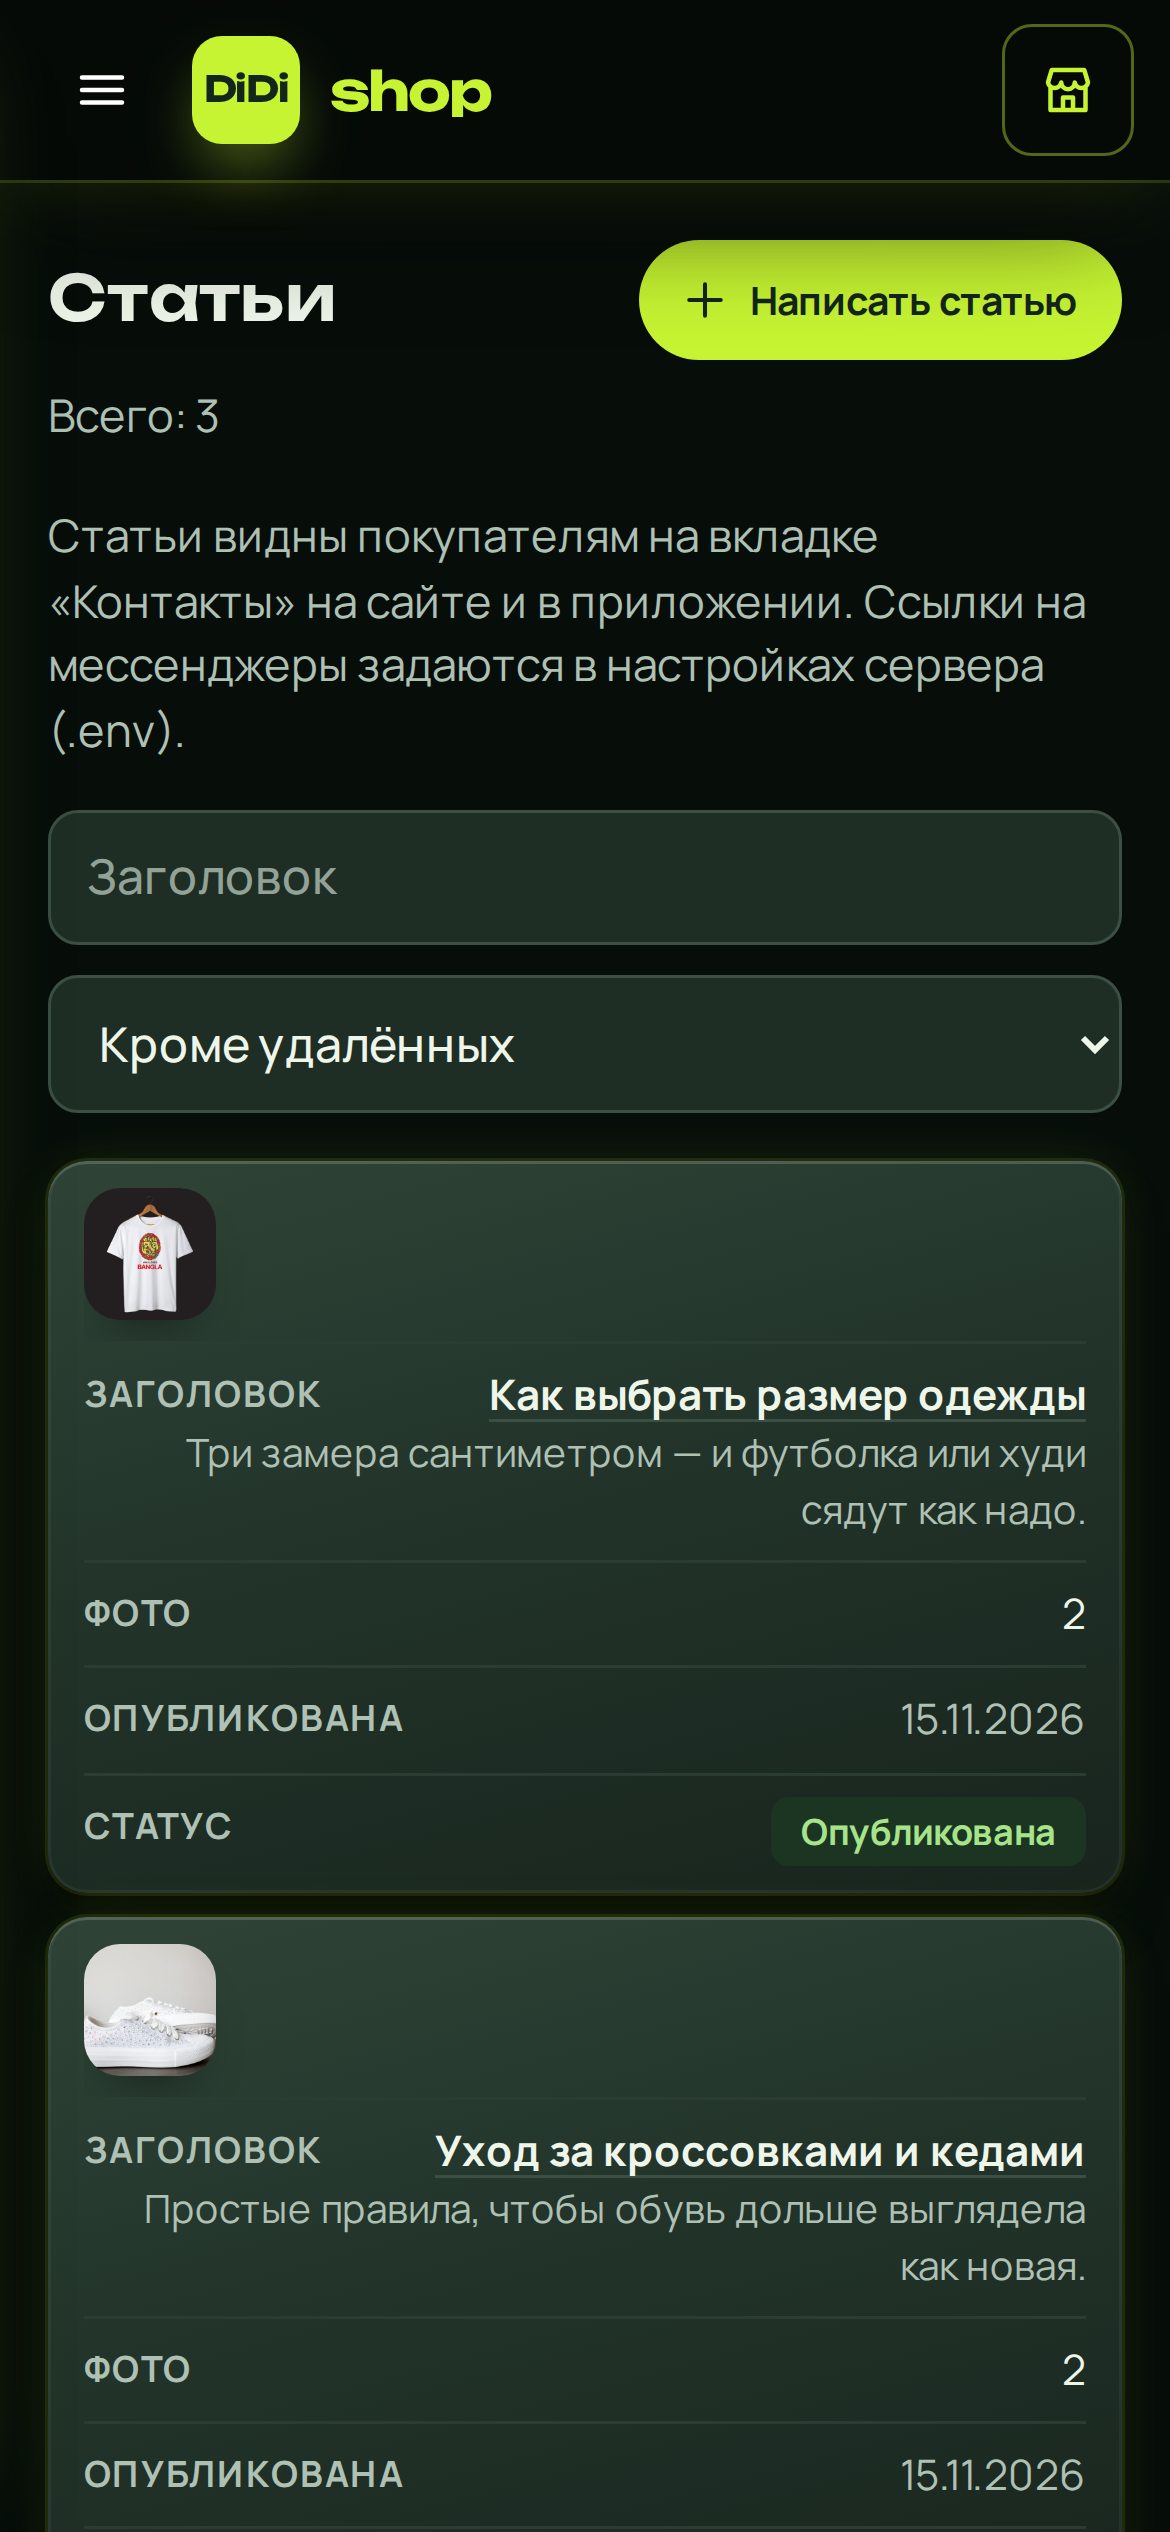 DiDi shop
Статьи
Написать статью
Всего: 3
Статьи видны покупателям на вкладке
«Контакты» на сайте и в приложении. Ссылки на
мессенджеры задаются в настройках сервера
(.env).
Заголовок
Кроме удалённых
BANGLA
ЗАГОЛОВОК
Как выбрать размер одежды
Три замера сантиметром — и футболка или худи
сядут как надо.
ФОТО
2
ОПУБЛИКОВАНА
15.11.2026
СТАТУС
Опубликована
ЗАГОЛОВОК
Уход за кроссовками и кедами
Простые правила, чтобы обувь дольше выглядела
как новая.
ФОТО
2
ОПУБЛИКОВАНА
15.11.2026